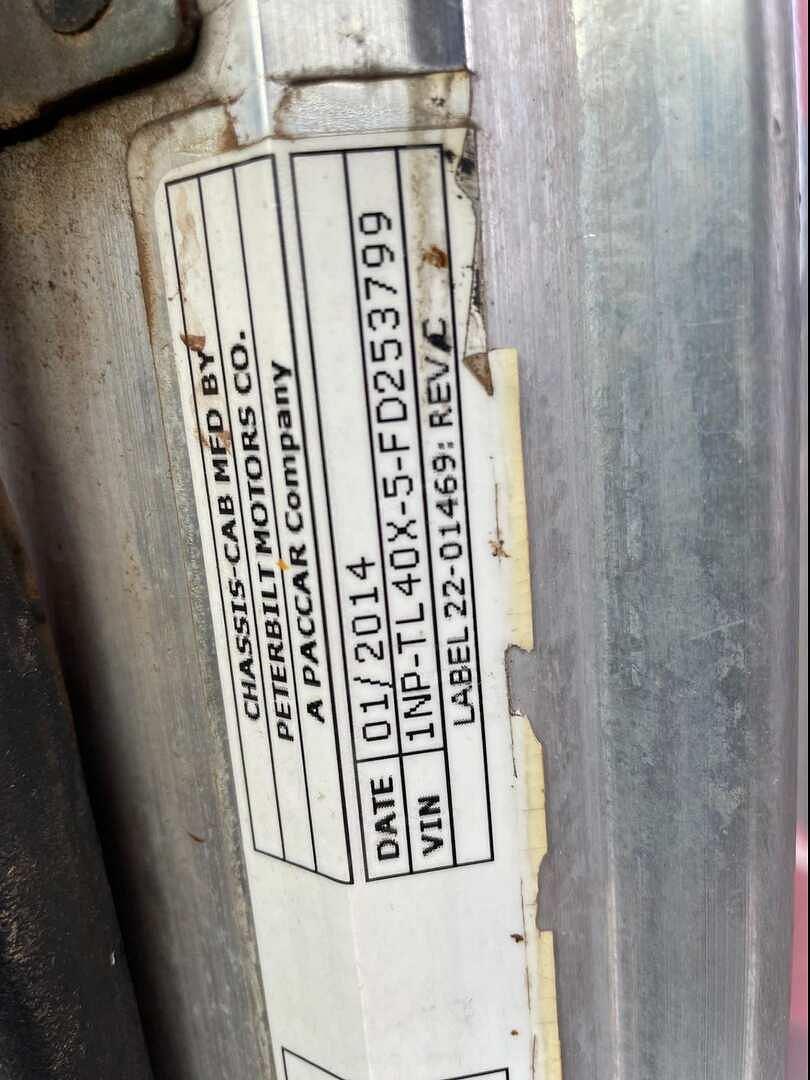 CHASSIS-CAB MFD BY
PETERBILT MOTORS CO.
A PACCAR Company
DATE 01/2014
VIN 1NP-TL40X-5-FD253799
LABEL 22-01469: REV C